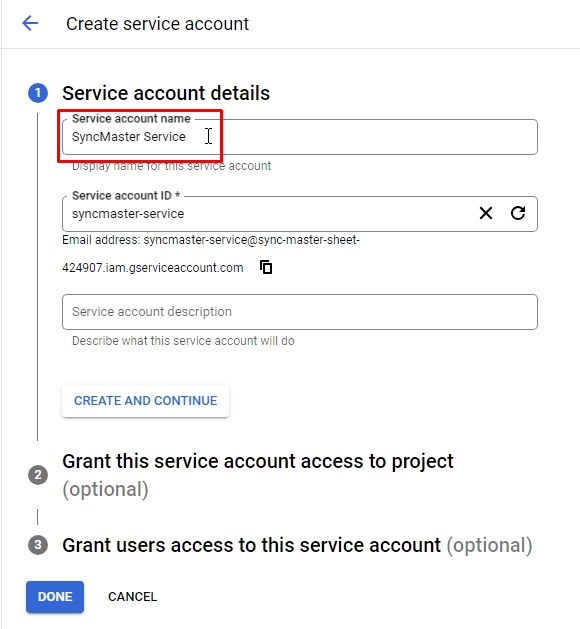 Create service account
1 Service account details
Service account name
SyncMaster Service
Display name for this service account
Service account ID *
syncmaster-service
Email address: syncmaster-service@sync-master-sheet-
424907.iam.gserviceaccount.com
Service account description
Describe what this service account will do
CREATE AND CONTINUE
2 Grant this service account access to project
(optional)
3 Grant users access to this service account (optional)
DONE CANCEL